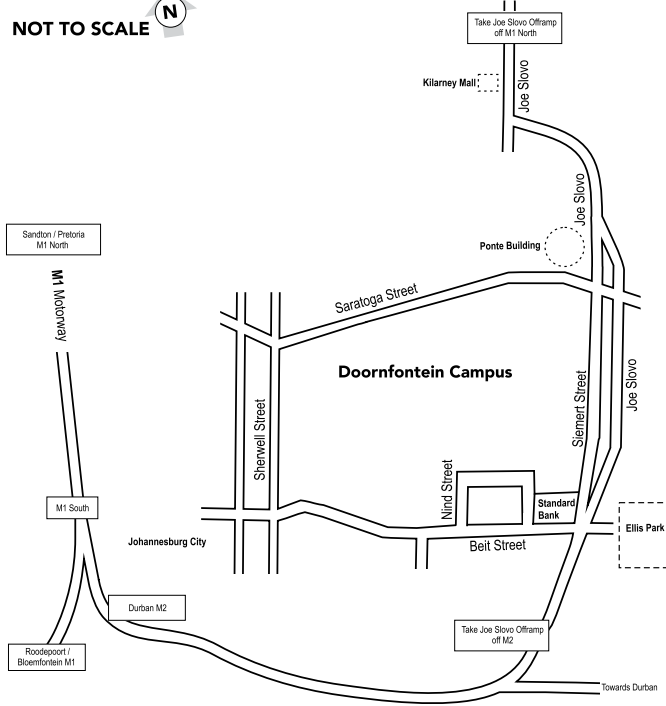 N
NOT TO SCALE
Take Joe Slovo Offramp
off M1 North
Kilarney Mall
Joe Slovo
Joe Slovo
Sandton / Pretoria
M1 North
Ponte Building
M1 Motorway
Saratoga Street
Doornfontein Campus
Joe Slovo
Siemert Street
Sherwell Street
Nind Street
M1 South
Standard
Bank
Ellis Park
Johannesburg City
Beit Street
Durban M2
Take Joe Slovo Offramp
off M2
Roodepoort /
Bloemfontein M1
Towards Durban